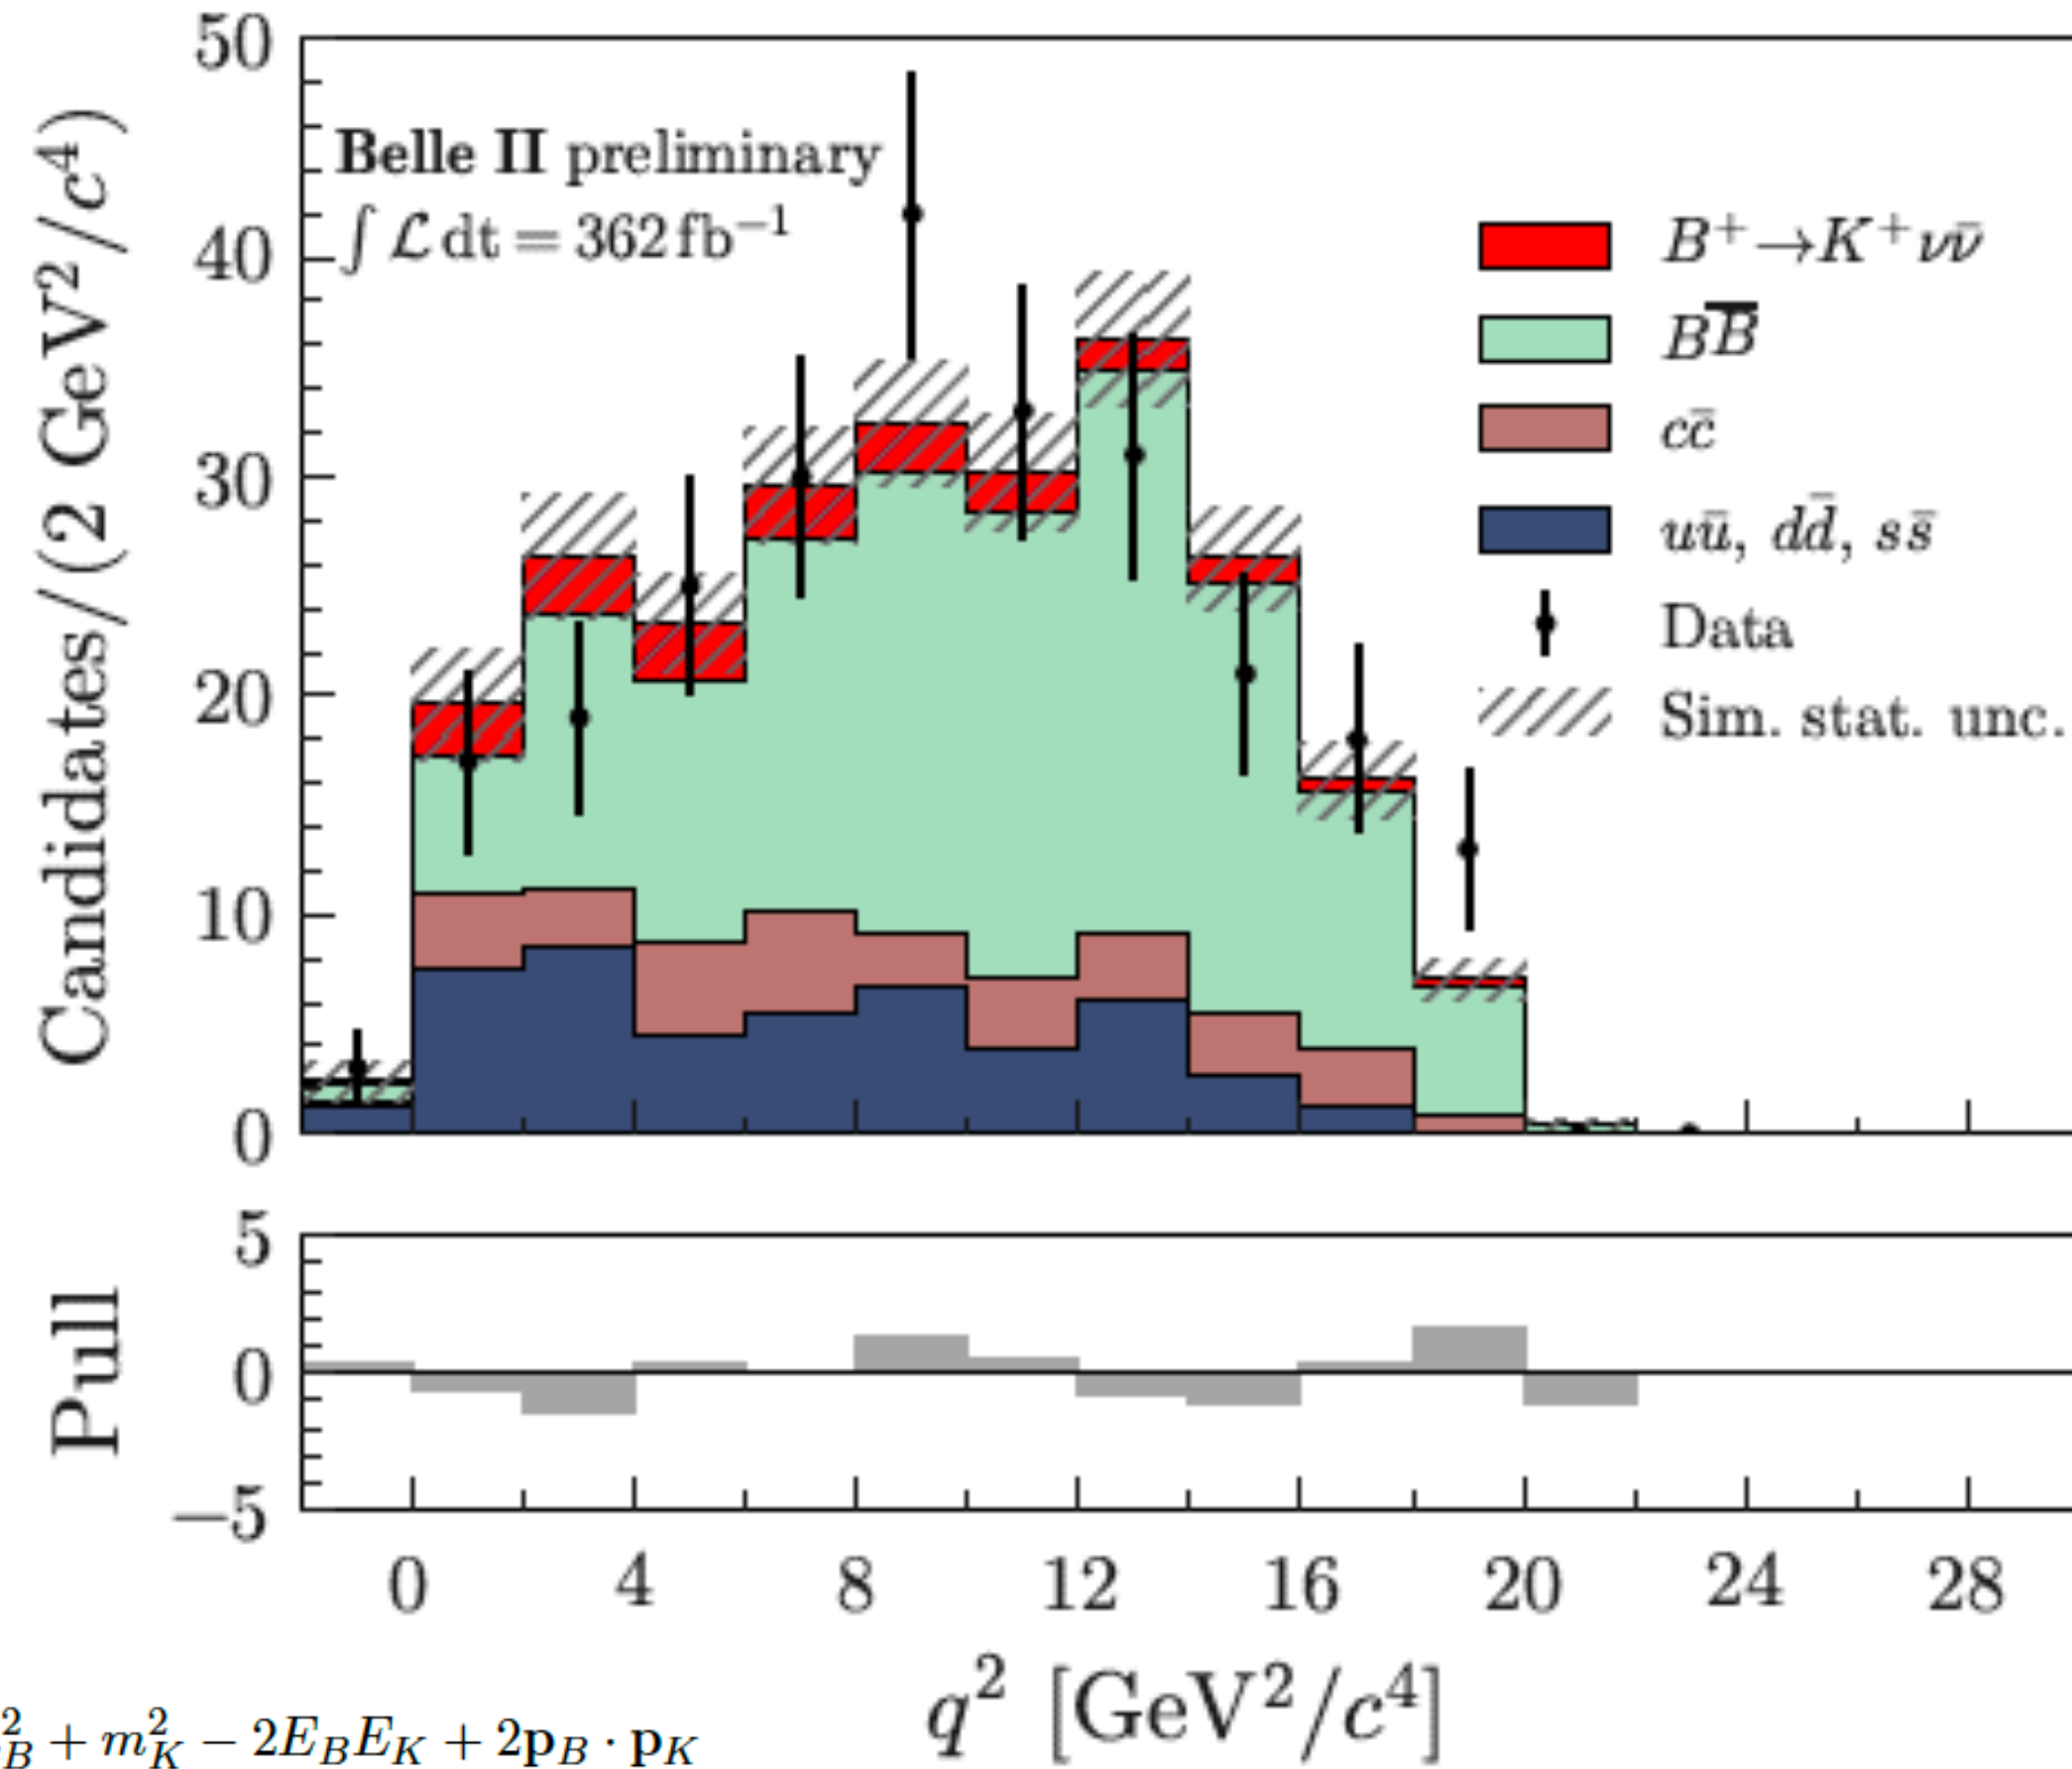 Candidates/(2 GeV²/c⁴)
50
40
30
20
10
0
Belle II preliminary
∫ ℒ dt = 362 fb⁻¹
B⁺→K⁺νν̄
BB̄
cc̄
uū, dd̄, ss̄
Data
Sim. stat. unc.
Pull
5
0
−5
0 4 8 12 16 20 24 28
q² [GeV²/c⁴]
²_B + m²_K − 2E_B E_K + 2p_B · p_K